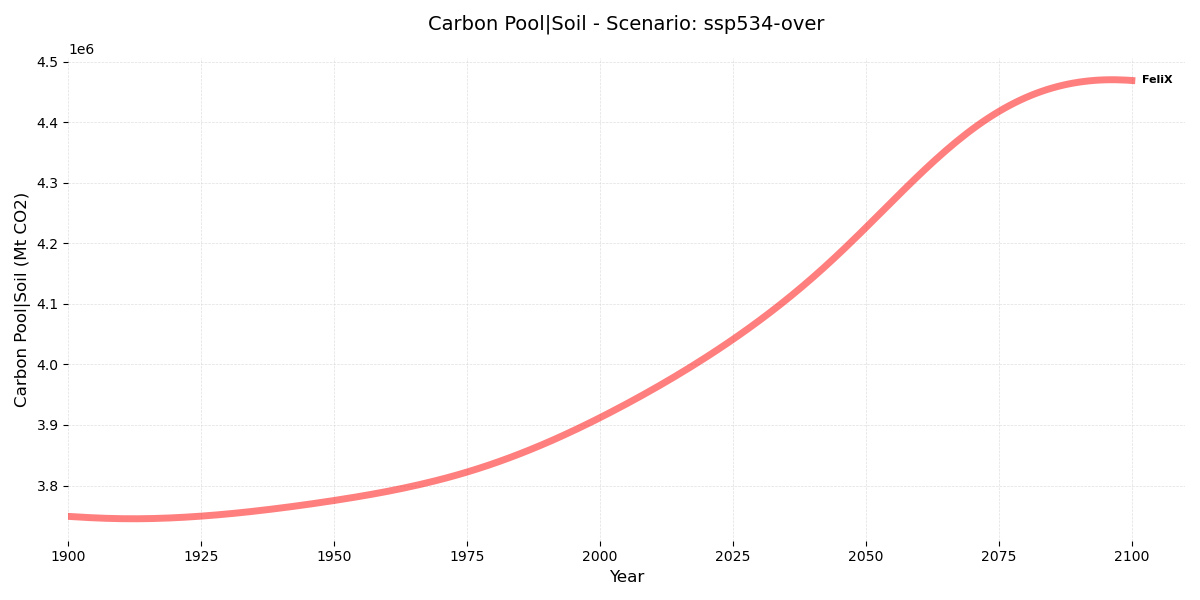 Carbon Pool|Soil - Scenario: ssp534-over
1e6
4.5
4.4
4.3
4.2
4.1
4.0
3.9
3.8
Carbon Pool|Soil (Mt CO2)
FeliX
1900 1925 1950 1975 2000 2025 2050 2075 2100
Year